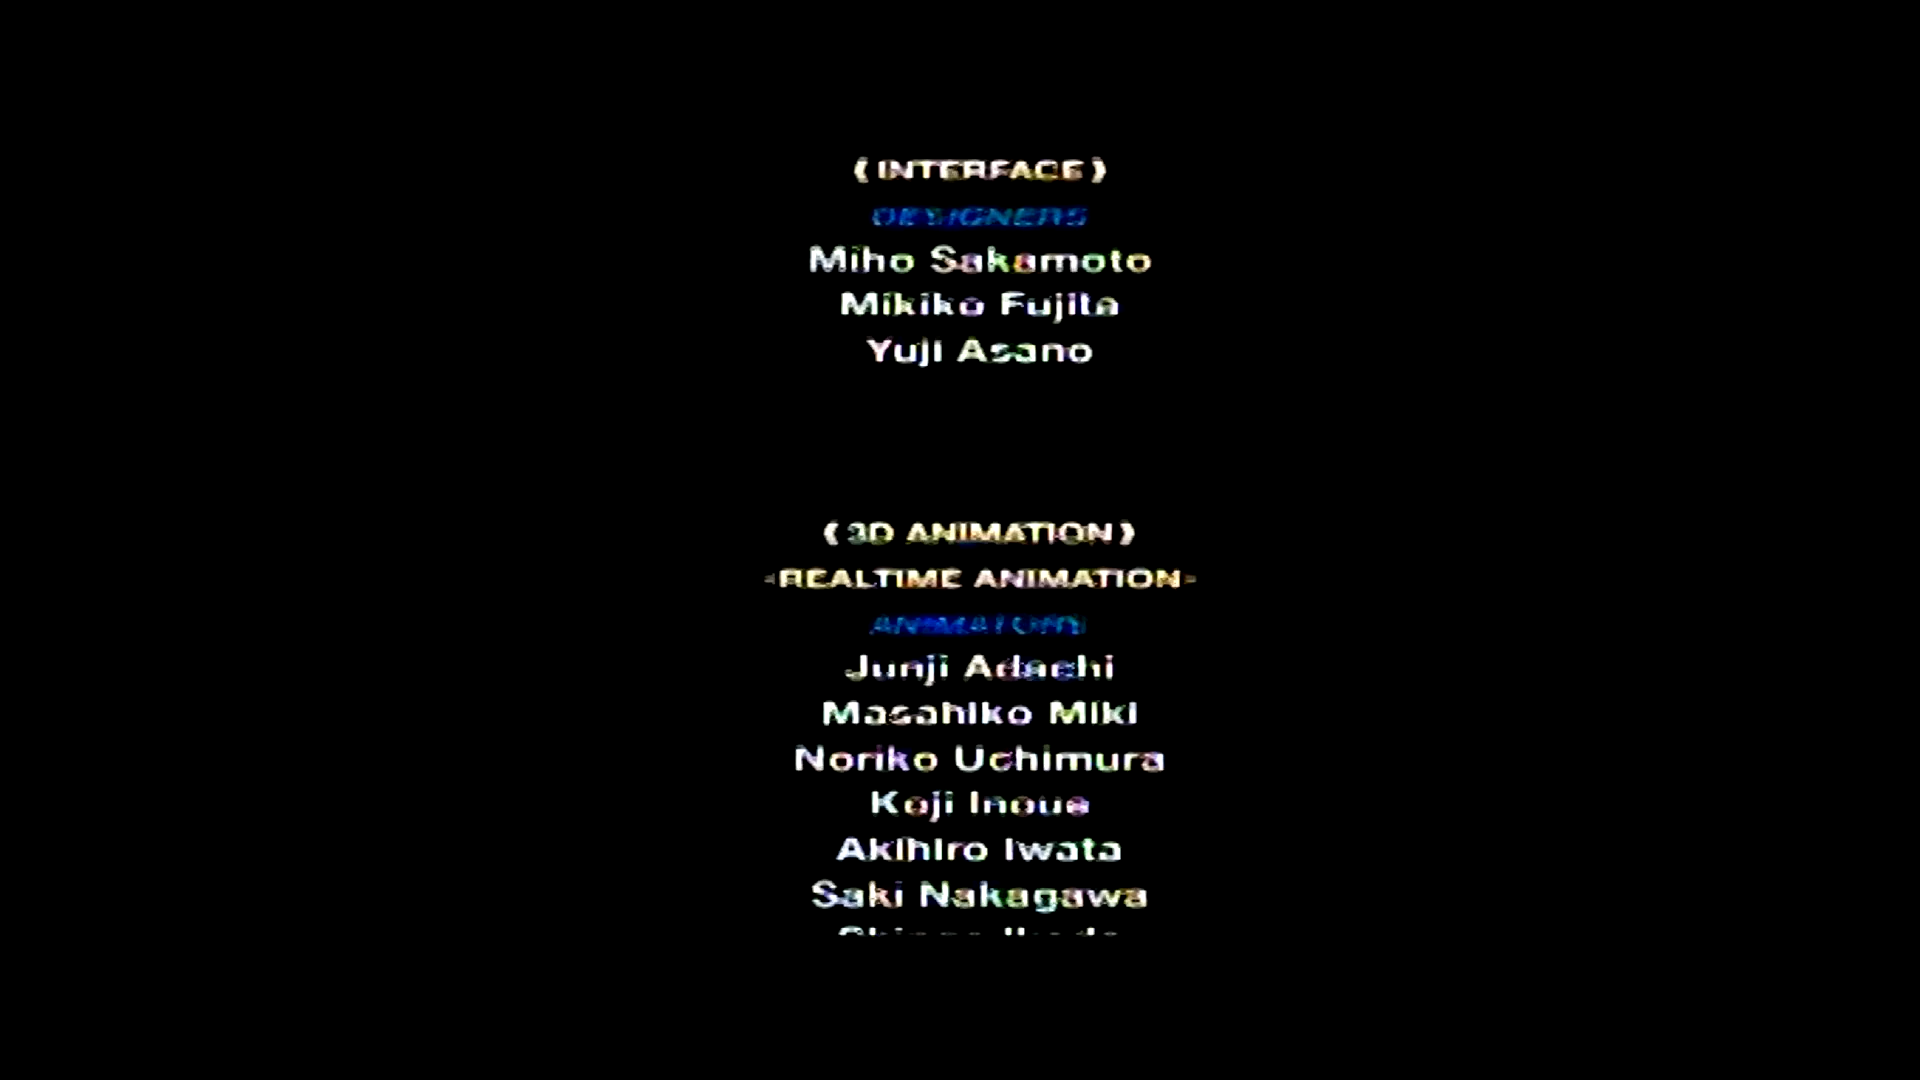 (INTERFACE)
DESIGNERS
Miho Sakamoto
Mikiko Fujita
Yuji Asano
(3D ANIMATION)
-REALTIME ANIMATION-
ANIMATORS
Junji Adachi
Masahiko Miki
Noriko Uchimura
Koji Inoue
Akihiro Iwata
Saki Nakagawa